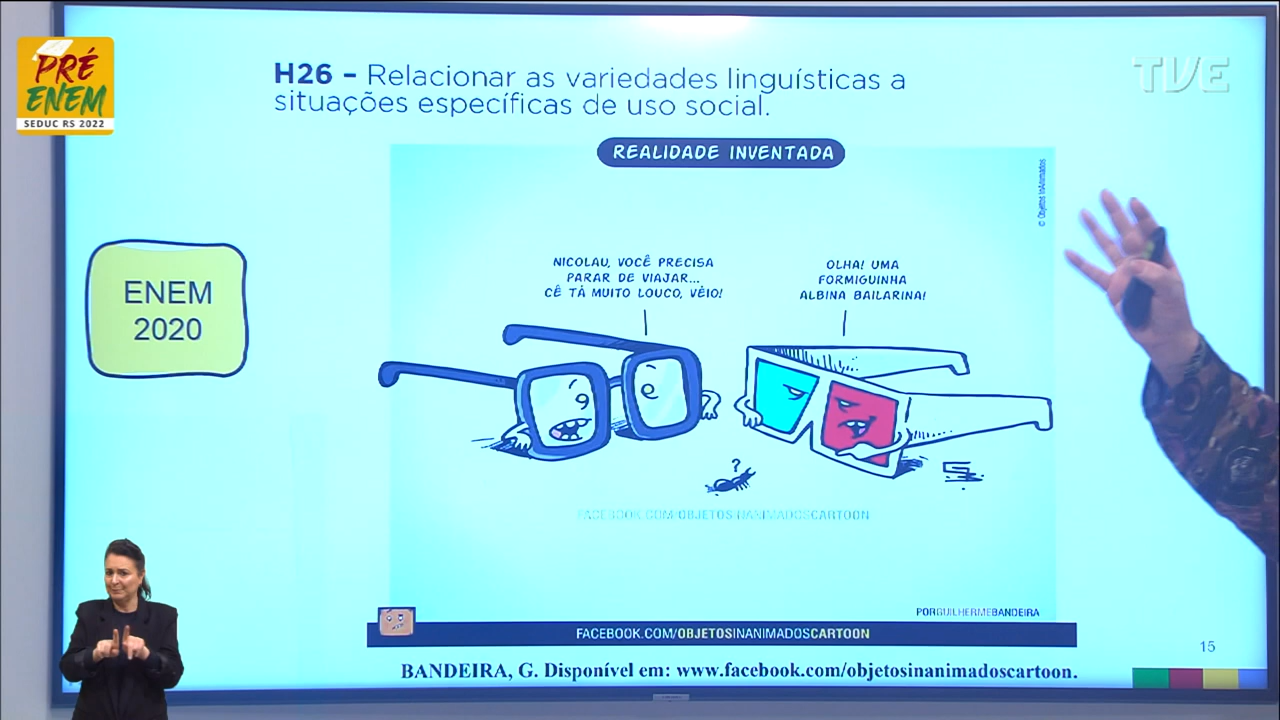 PRÉ
ENEM
SEDUC RS 2022
H26 – Relacionar as variedades linguísticas a
situações específicas de uso social.
TVE
REALIDADE INVENTADA
© Objetos InAnimados
ENEM
2020
NICOLAU, VOCÊ PRECISA
PARAR DE VIAJAR...
CÊ TÁ MUITO LOUCO, VÉIO!
OLHA! UMA
FORMIGUINHA
ALBINA BAILARINA!
?
FACEBOOK.COM/OBJETOSINANIMADOSCARTOON
PORGUILHERMEBANDEIRA
FACEBOOK.COM/OBJETOSINANIMADOSCARTOON
BANDEIRA, G. Disponível em: www.facebook.com/objetosinanimadoscartoon.
15